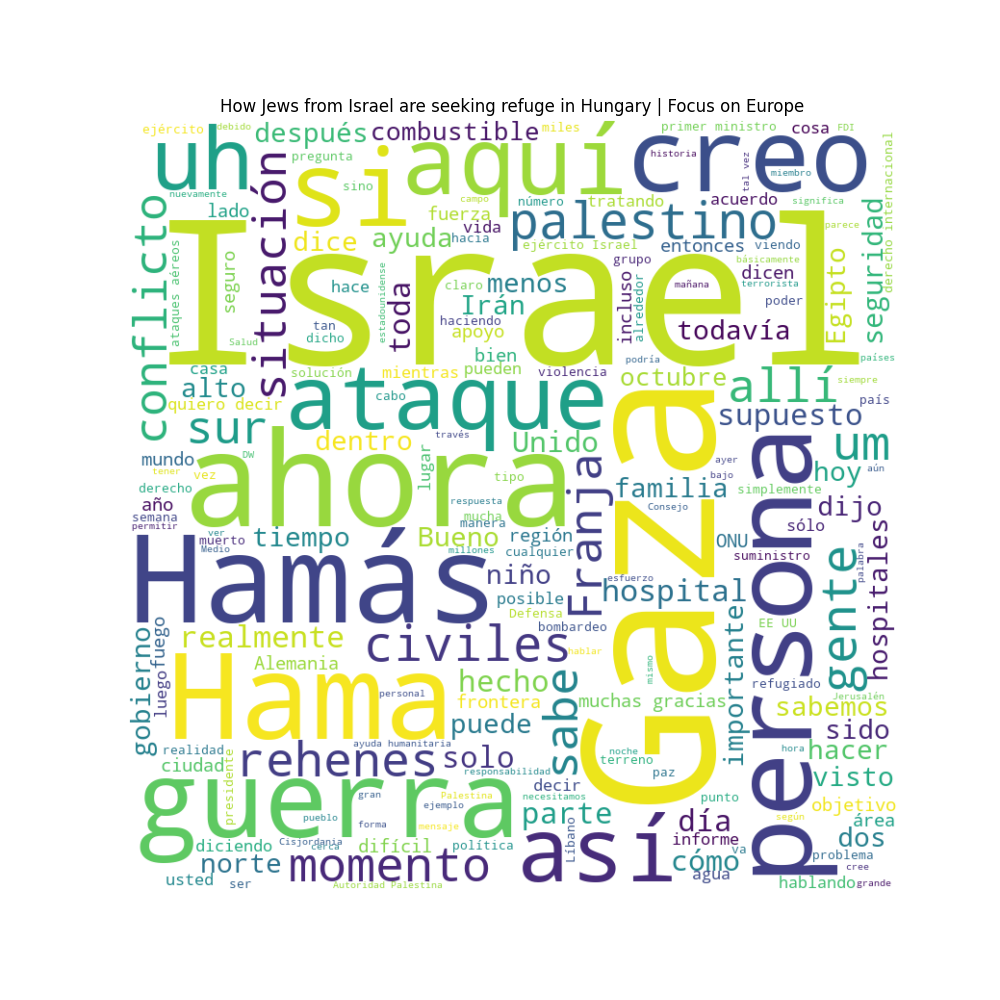 How Jews from Israel are seeking refuge in Hungary | Focus on Europe
ejército
debido
después
combustible
miles
primer ministro
cosa
FDI
uh
si
aquí
creo
pregunta
historia
tal vez
miembro
derecho internacional
nuevamente
situación
sino
campo
número
tratando
acuerdo
significa
conflicto
lado
fuerza
vida
palestino
parece
dice
ayuda
hacia
ejército Israel
entonces
viendo
seguridad
ataques aéreos
seguro
Israel
estadounidense
claro
grupo
dicen
básicamente
Egipto
hace
toda
menos
incluso
alrededor
mañana
terrorista
Irán
poder
tan
dicho
haciendo
apoyo
todavía
Salud
bien
podría
países
casa
solución
mientras
pueden
violencia
octubre
allí
siempre
alto
ataque
cabo
país
quiero decir
supuesto
sur
dentro
través
Unido
um
mundo
DW
lugar
Gaza
persona
ayer
bajo
aún
tener
vez
ahora
tipo
Franja
hoy
derecho
familia
simplemente
año
respuesta
Consejo
dijo
semana
mucha
manera
sólo
permitir
ver
tiempo
Bueno
región
ONU
muerto
Medio
millones
cualquier
suministro
gente
palabra
hospitales
Hamás
niño
esfuerzo
hospital
posible
Defensa
EE UU
gobierno
luego
fuego
realmente
civiles
bombardeo
importante
hablar
Alemania
mismo
Hama
hecho
sabe
refugiado
personal
frontera
muchas gracias
Jerusalén
sabemos
puede
sido
realidad
rehenes
ayuda humanitaria
solo
noche
terreno
hora
hacer
ciudad
presidente
responsabilidad
paz
visto
guerra
decir
gran
ejemplo
Palestina
necesitamos
punto
objetivo
pueblo
forma
mensaje
parte
día
según
área
Cisjordania
cerca
difícil
política
Líbano
informe
dos
diciendo
norte
momento
así
cómo
va
problema
cree
usted
ser
Autoridad Palestina
agua
hablando
grande